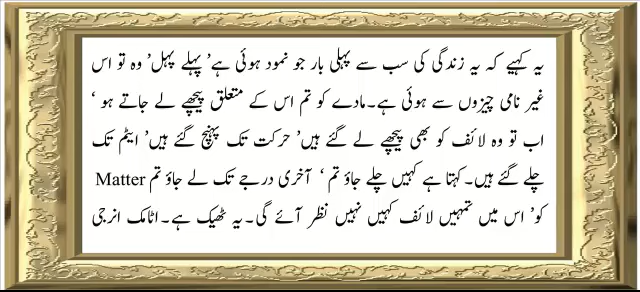 یہ کہیے کہ یہ زندگی کی سب سے پہلی بار جو نمود ہوئی ہے’ پہلے پہل’ وہ تو اس
غیر نامی چیزوں سے ہوئی ہے۔مادے کو تم اس کے متعلق پیچھے لے جاتے ہو ‘
اب تو وہ لائف کو بھی پیچھے لے گئے ہیں’ حرکت تک پہنچ گئے ہیں’ ایٹم تک
چلے گئے ہیں۔کہتا ہے کہیں چلے جاؤ تم ‘ آخری درجے تک لے جاؤ تم Matter
کو’ اس میں تمہیں لائف کہیں نہیں نظر آئے گی۔یہ ٹھیک ہے۔اٹامک انرجی